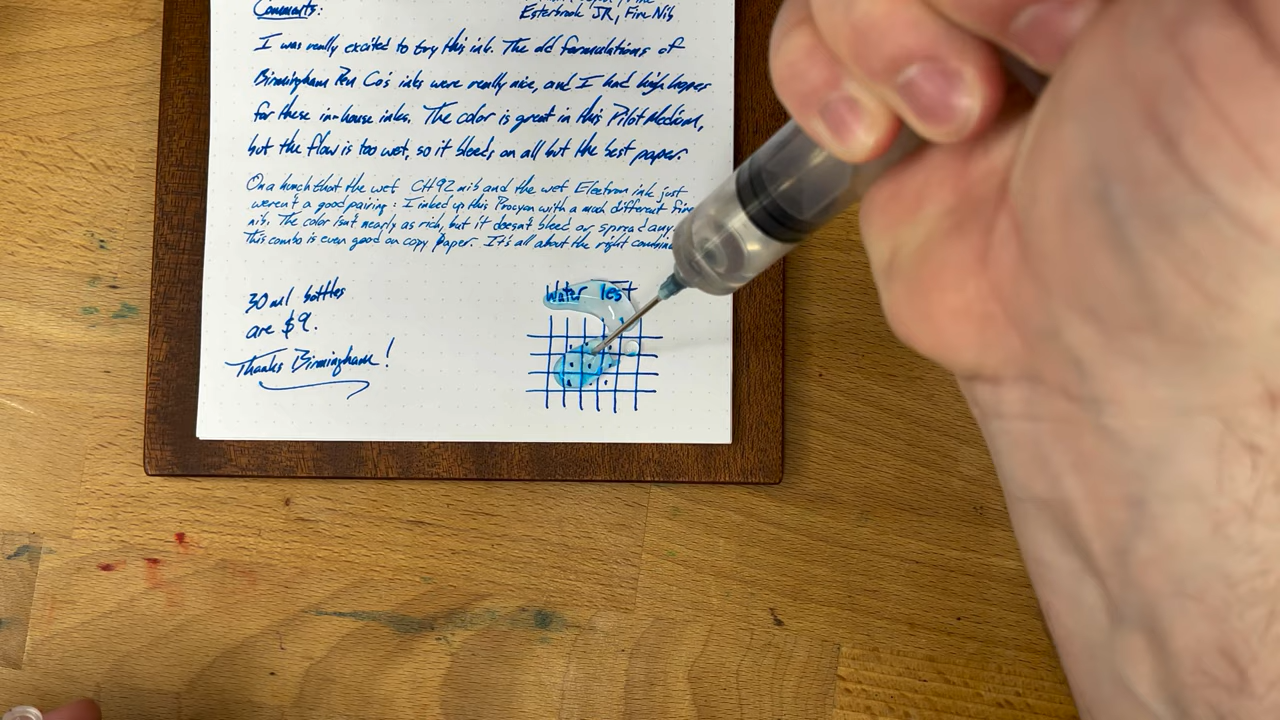 Comments:
Esterbrook JR, Fine Nib
I was really excited to try this ink. The old formulations of
Birmingham Pen Co's inks were really nice, and I had high hopes
for these in-house inks. The color is great in this Pilot Medium,
but the flow is too wet, so it bleeds on all but the best paper.
On a hunch that the wet CH92 nib and the wet Electron ink just
weren't a good pairing: I inked up this Procyon with a much different fine
nib. The color isn't nearly as rich, but it doesn't bleed or spread any.
This combo is even good on copy paper. It's all about the right
Water Test
30 ml bottles
are $9.
Thanks Birmingham!